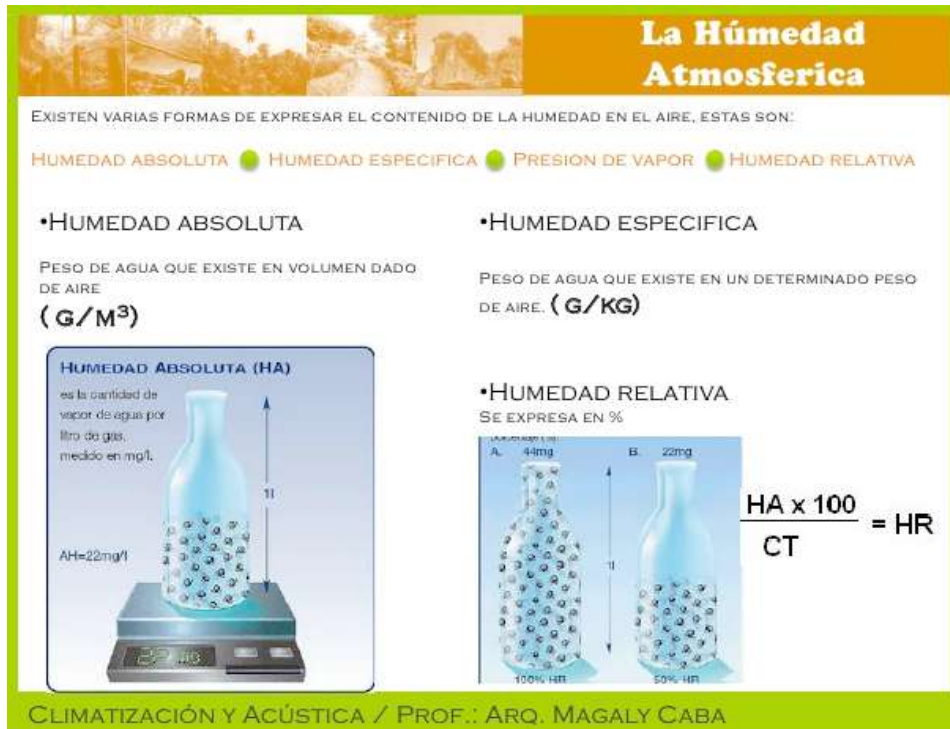 La Húmedad
Atmosferica
EXISTEN VARIAS FORMAS DE EXPRESAR EL CONTENIDO DE LA HUMEDAD EN EL AIRE, ESTAS SON:
HUMEDAD ABSOLUTA HUMEDAD ESPECIFICA PRESION DE VAPOR HUMEDAD RELATIVA
•HUMEDAD ABSOLUTA
PESO DE AGUA QUE EXISTE EN VOLUMEN DADO
DE AIRE
( G/M³)
HUMEDAD ABSOLUTA (HA)
es la cantidad de
vapor de agua por
litro de gas,
medido en mg/l.
1l
AH=22mg/l
22 mg
•HUMEDAD ESPECIFICA
PESO DE AGUA QUE EXISTE EN UN DETERMINADO PESO
DE AIRE. ( G/KG)
•HUMEDAD RELATIVA
SE EXPRESA EN %
A. 44mg B. 22mg
1l
100% HR 50% HR
HA x 100
CT
= HR
CLIMATIZACIÓN Y ACÚSTICA / PROF.: ARQ. MAGALY CABA